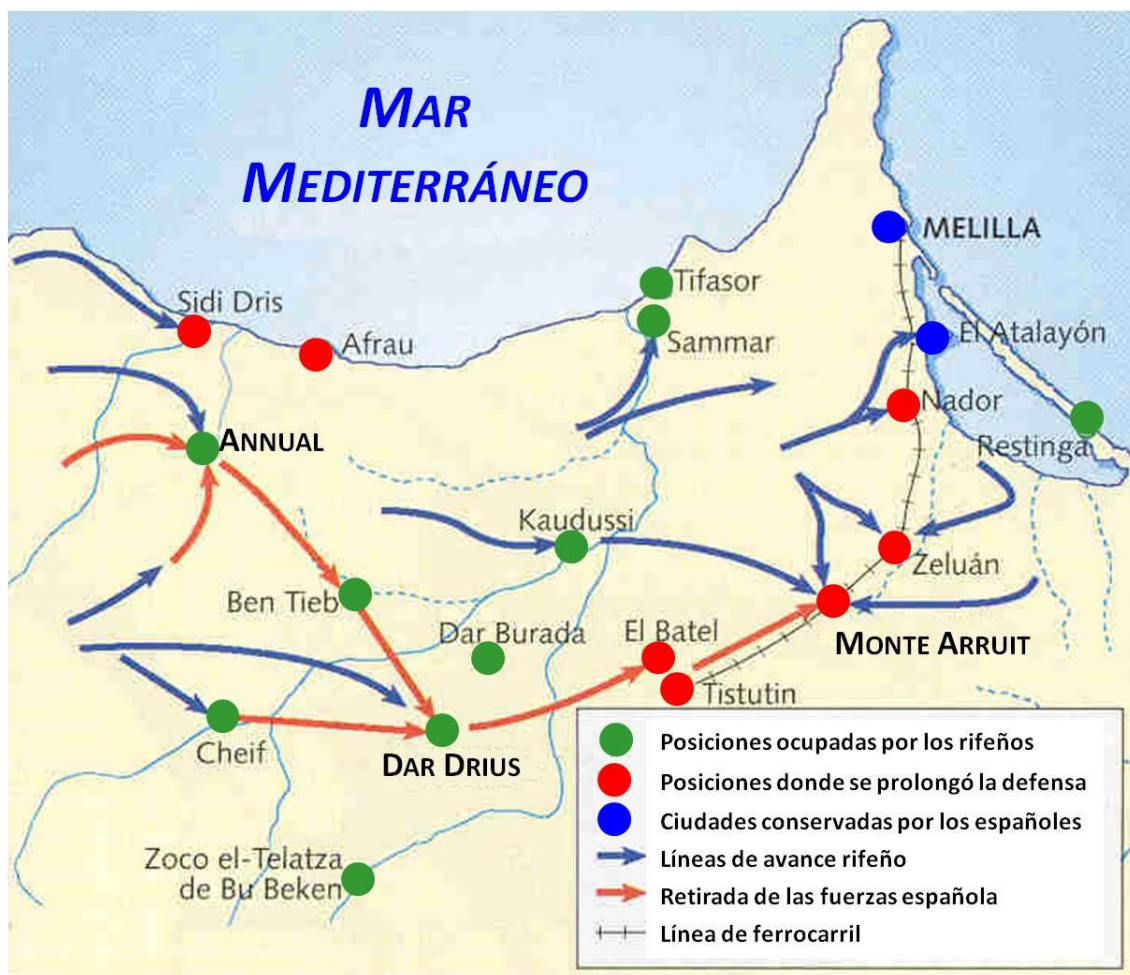 MAR
MEDITERRÁNEO
MELILLA
Tifasor
Sidi Dris
El Atalayón
Afrau
Sammar
Nador
ANNUAL
Restinga
Kaudussi
Zeluán
Ben Tieb
Dar Burada
El Batel
MONTE ARRUIT
Tistutin
Cheif
DAR DRIUS
Zoco el-Telatza
de Bu Beken
Posiciones ocupadas por los rifeños
Posiciones donde se prolongó la defensa
Ciudades conservadas por los españoles
Líneas de avance rifeño
Retirada de las fuerzas española
Línea de ferrocarril